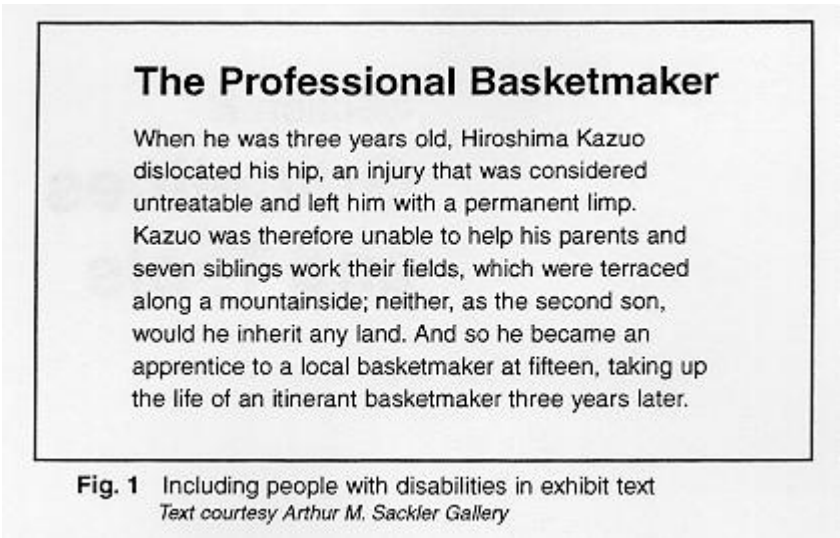 The Professional Basketmaker
When he was three years old, Hiroshima Kazuo
dislocated his hip, an injury that was considered
untreatable and left him with a permanent limp.
Kazuo was therefore unable to help his parents and
seven siblings work their fields, which were terraced
along a mountainside; neither, as the second son,
would he inherit any land. And so he became an
apprentice to a local basketmaker at fifteen, taking up
the life of an itinerant basketmaker three years later.
Fig. 1 Including people with disabilities in exhibit text
Text courtesy Arthur M. Sackler Gallery